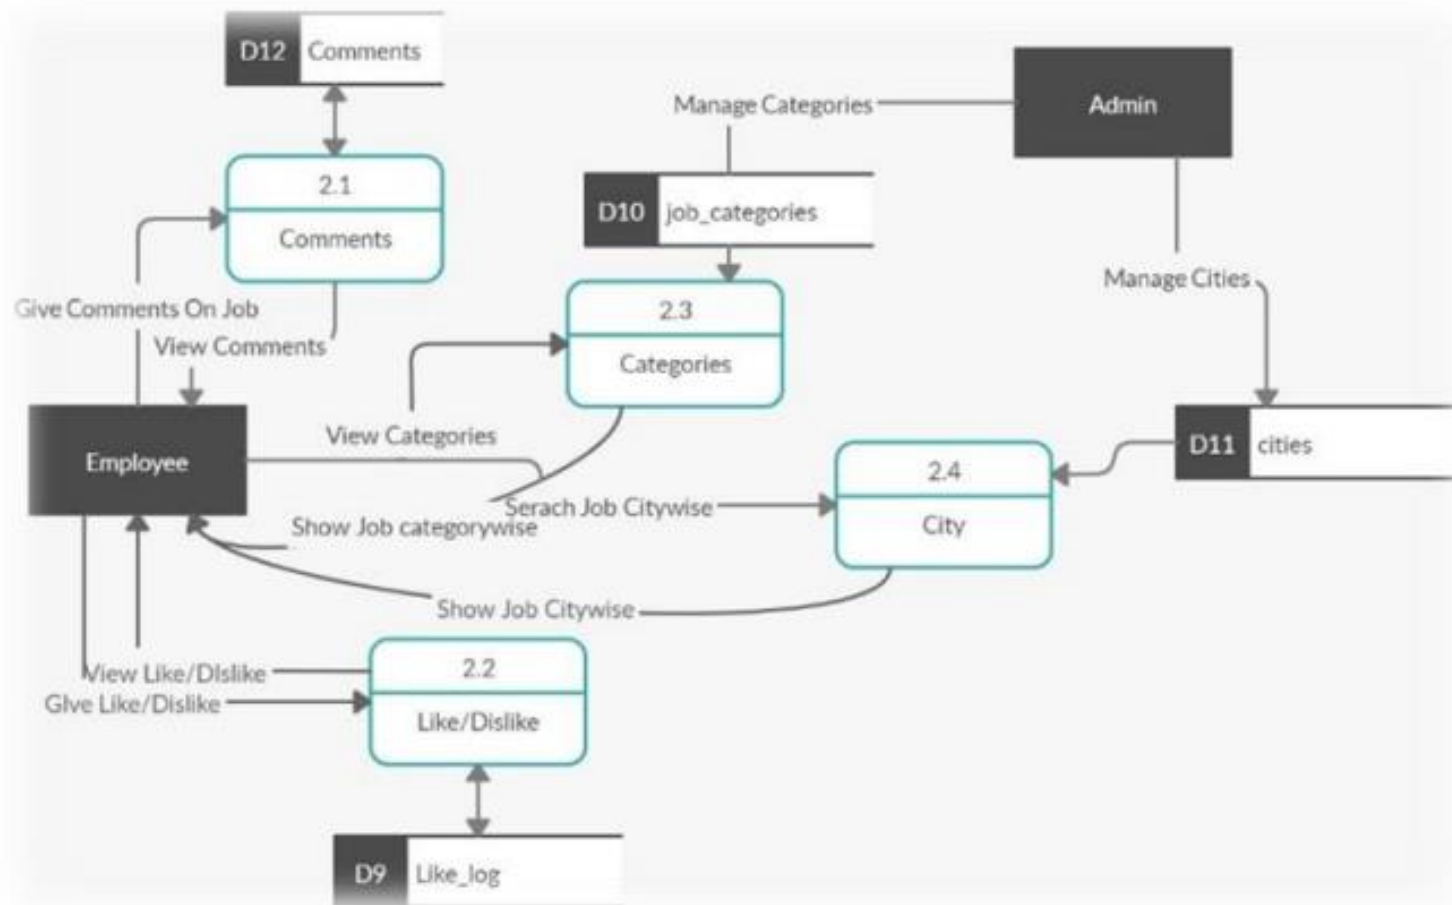 D12 Comments
Manage Categories
Admin
2.1
Comments
D10 job_categories
Manage Cities
Give Comments On Job
View Comments
2.3
Categories
View Categories
Employee
D11 cities
2.4
City
Serach Job Citywise
Show Job categorywise
Show Job Citywise
2.2
Like/Dislike
View Like/DIslike
GIve Like/Dislike
D9 Like_log